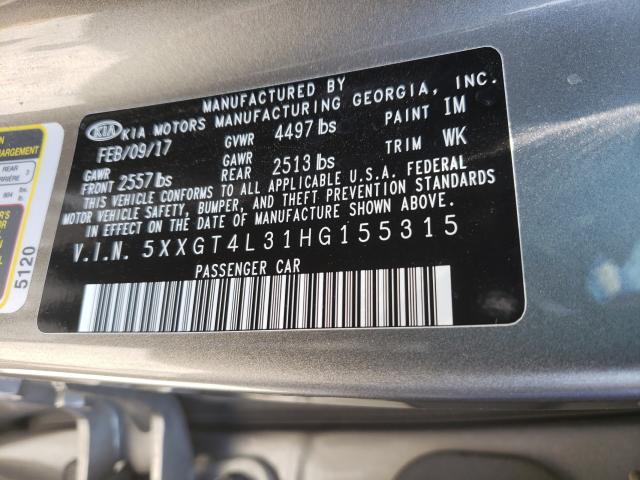 MANUFACTURED BY
KIA KIA MOTORS MANUFACTURING GEORGIA, INC.
FEB/09/17 GVWR 4497 lbs PAINT IM
GAWR FRONT 2557 lbs GAWR REAR 2513 lbs TRIM WK
THIS VEHICLE CONFORMS TO ALL APPLICABLE U.S.A. FEDERAL
MOTOR VEHICLE SAFETY, BUMPER, AND THEFT PREVENTION STANDARDS
IN EFFECT ON THE DATE OF MANUFACTURE SHOWN ABOVE.
V.I.N. 5XXGT4L31HG155315
PASSENGER CAR
REAR
5120